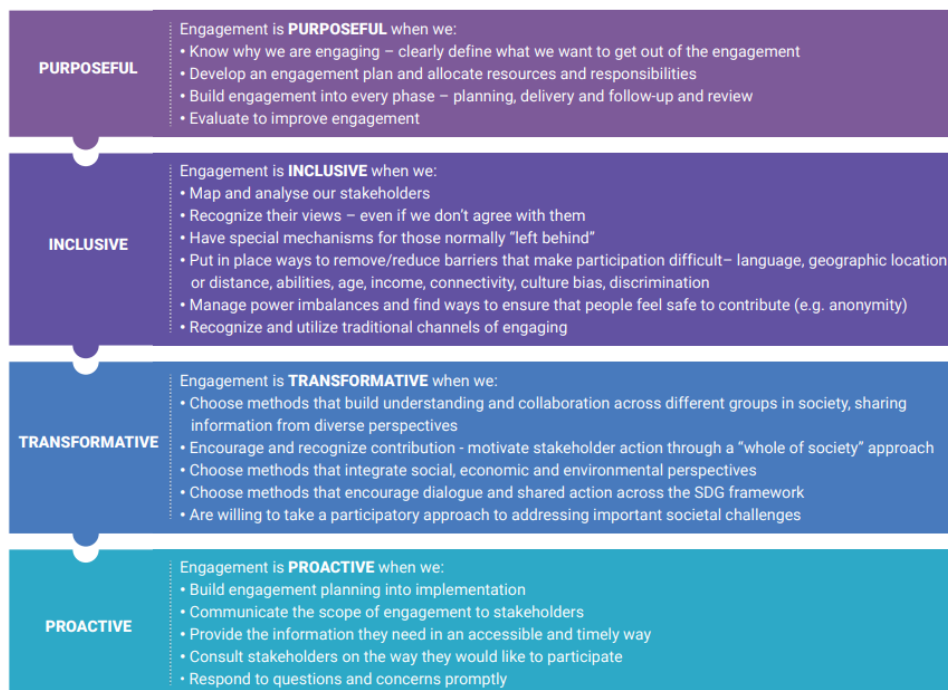 PURPOSEFUL
Engagement is PURPOSEFUL when we:
• Know why we are engaging – clearly define what we want to get out of the engagement
• Develop an engagement plan and allocate resources and responsibilities
• Build engagement into every phase – planning, delivery and follow-up and review
• Evaluate to improve engagement
INCLUSIVE
Engagement is INCLUSIVE when we:
• Map and analyse our stakeholders
• Recognize their views – even if we don't agree with them
• Have special mechanisms for those normally “left behind”
• Put in place ways to remove/reduce barriers that make participation difficult– language, geographic location
or distance, abilities, age, income, connectivity, culture bias, discrimination
• Manage power imbalances and find ways to ensure that people feel safe to contribute (e.g. anonymity)
• Recognize and utilize traditional channels of engaging
TRANSFORMATIVE
Engagement is TRANSFORMATIVE when we:
• Choose methods that build understanding and collaboration across different groups in society, sharing
information from diverse perspectives
• Encourage and recognize contribution - motivate stakeholder action through a “whole of society” approach
• Choose methods that integrate social, economic and environmental perspectives
• Choose methods that encourage dialogue and shared action across the SDG framework
• Are willing to take a participatory approach to addressing important societal challenges
PROACTIVE
Engagement is PROACTIVE when we:
• Build engagement planning into implementation
• Communicate the scope of engagement to stakeholders
• Provide the information they need in an accessible and timely way
• Consult stakeholders on the way they would like to participate
• Respond to questions and concerns promptly